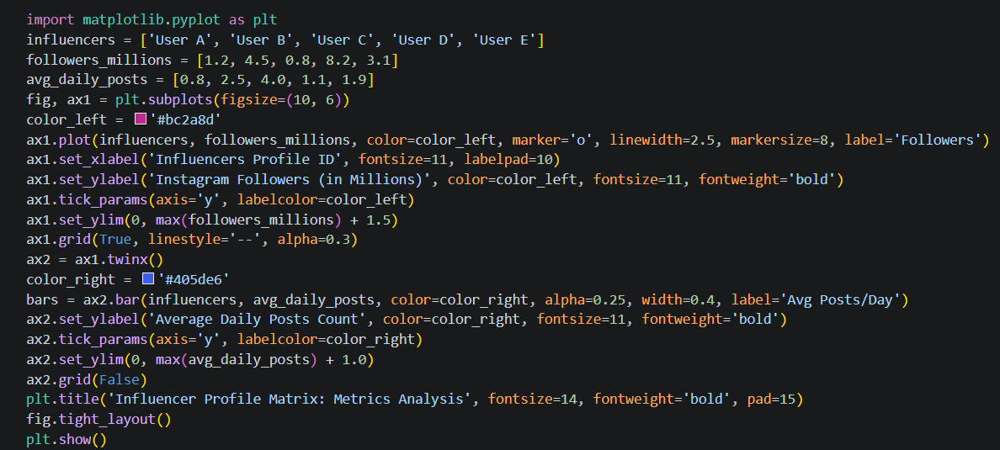 import matplotlib.pyplot as plt
influencers = ['User A', 'User B', 'User C', 'User D', 'User E']
followers_millions = [1.2, 4.5, 0.8, 8.2, 3.1]
avg_daily_posts = [0.8, 2.5, 4.0, 1.1, 1.9]
fig, ax1 = plt.subplots(figsize=(10, 6))
color_left = '#bc2a8d'
ax1.plot(influencers, followers_millions, color=color_left, marker='o', linewidth=2.5, markersize=8, label='Followers')
ax1.set_xlabel('Influencers Profile ID', fontsize=11, labelpad=10)
ax1.set_ylabel('Instagram Followers (in Millions)', color=color_left, fontsize=11, fontweight='bold')
ax1.tick_params(axis='y', labelcolor=color_left)
ax1.set_ylim(0, max(followers_millions) + 1.5)
ax1.grid(True, linestyle='--', alpha=0.3)
ax2 = ax1.twinx()
color_right = '#405de6'
bars = ax2.bar(influencers, avg_daily_posts, color=color_right, alpha=0.25, width=0.4, label='Avg Posts/Day')
ax2.set_ylabel('Average Daily Posts Count', color=color_right, fontsize=11, fontweight='bold')
ax2.tick_params(axis='y', labelcolor=color_right)
ax2.set_ylim(0, max(avg_daily_posts) + 1.0)
ax2.grid(False)
plt.title('Influencer Profile Matrix: Metrics Analysis', fontsize=14, fontweight='bold', pad=15)
fig.tight_layout()
plt.show()